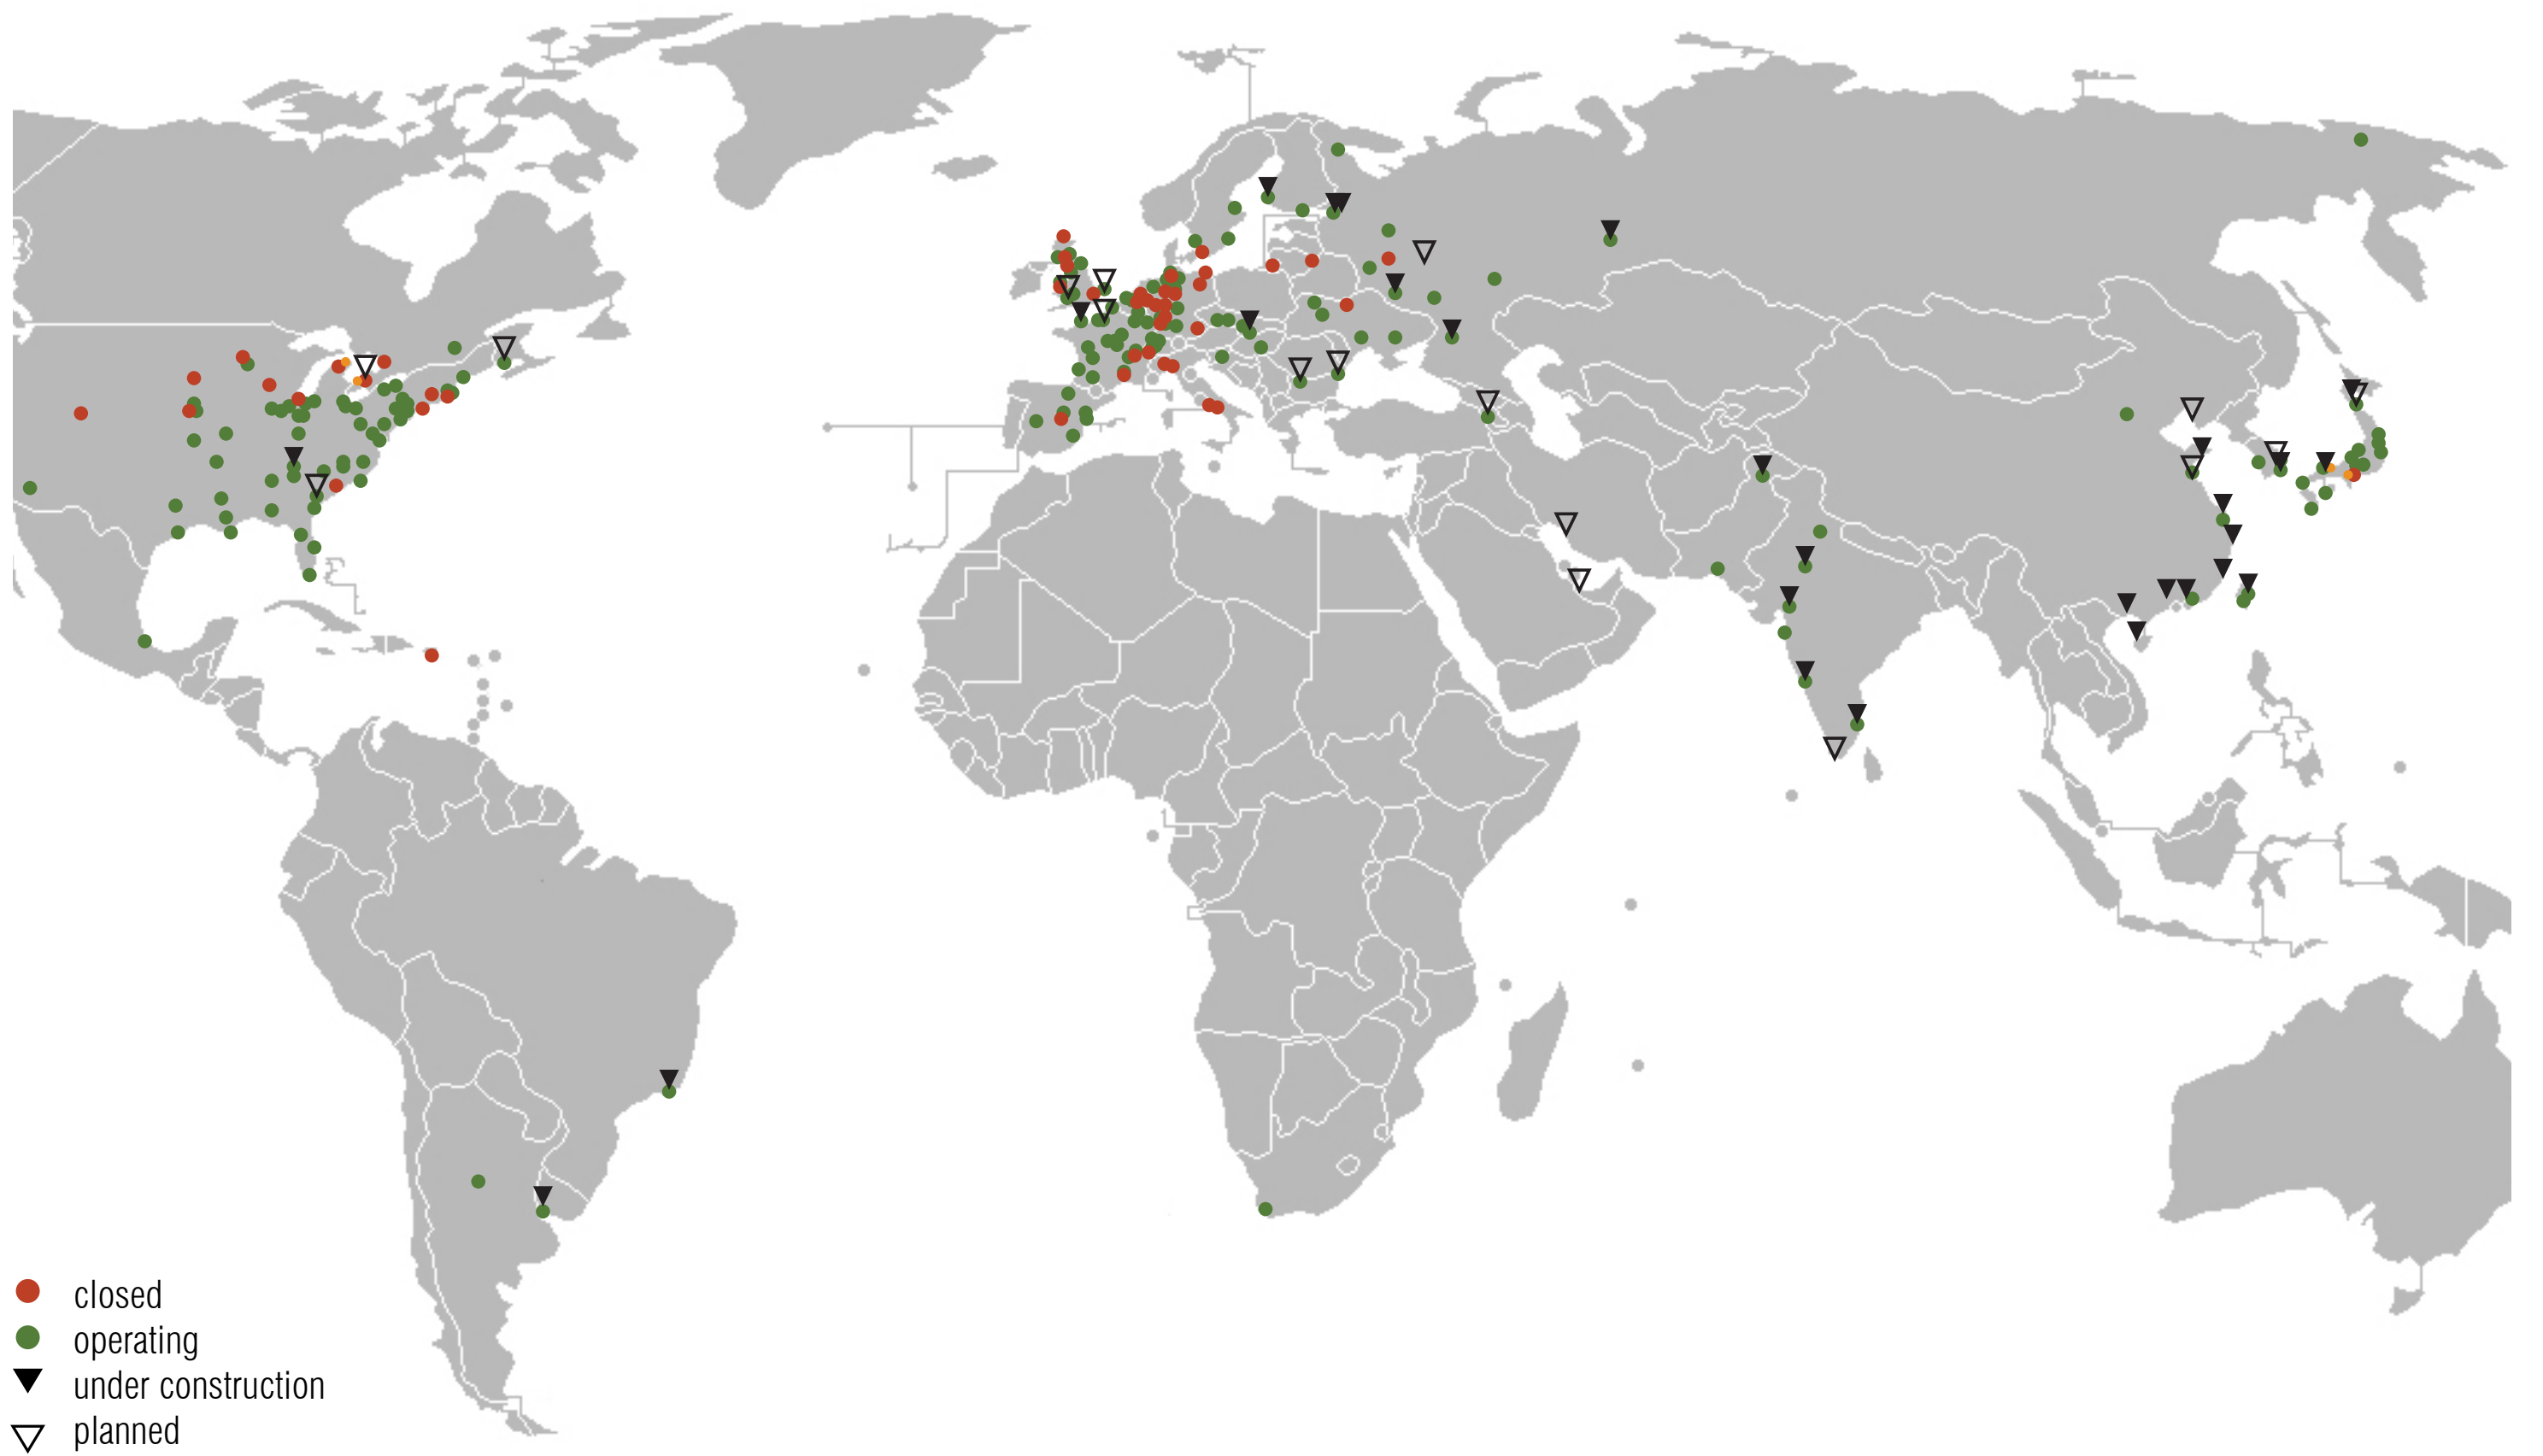 closed
operating
under construction
planned